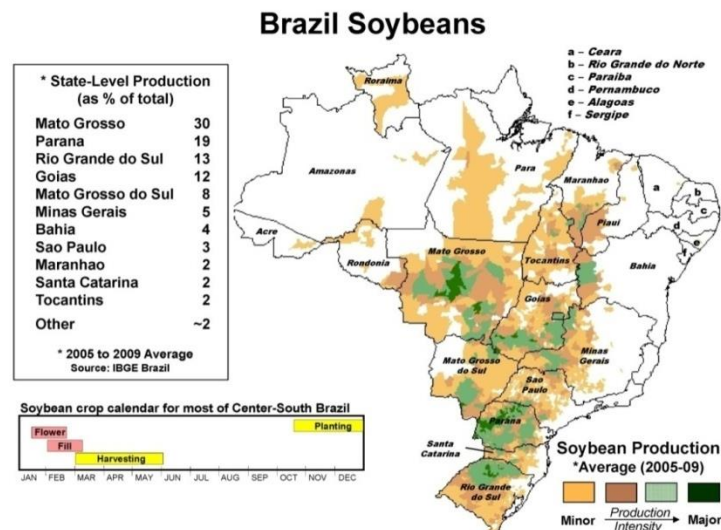 Brazil Soybeans
* State-Level Production
(as % of total)
Mato Grosso 30
Parana 19
Rio Grande do Sul 13
Goias 12
Mato Grosso do Sul 8
Minas Gerais 5
Bahia 4
Sao Paulo 3
Maranhao 2
Santa Catarina 2
Tocantins 2
Other ~2
* 2005 to 2009 Average
Source: IBGE Brazil
a – Ceara
b – Rio Grande do Norte
c – Paraiba
d – Pernambuco
e – Alagoas
f – Sergipe
Roraima
Amazonas
Para
Maranhao
a
b
c
d
e
f
Piaui
Acre
Rondonia
Mato Grosso
Tocantins
Bahia
Goias
Mato Grosso
do Sul
Minas
Gerais
Sao
Paulo
Parana
Santa
Catarina
Rio Grande
do Sul
Soybean crop calendar for most of Center-South Brazil
Planting
Flower
Fill
Harvesting
JAN FEB MAR APR MAY JUN JUL AUG SEP OCT NOV DEC
Soybean Production
*Average (2005-09)
Minor Production Intensity Major